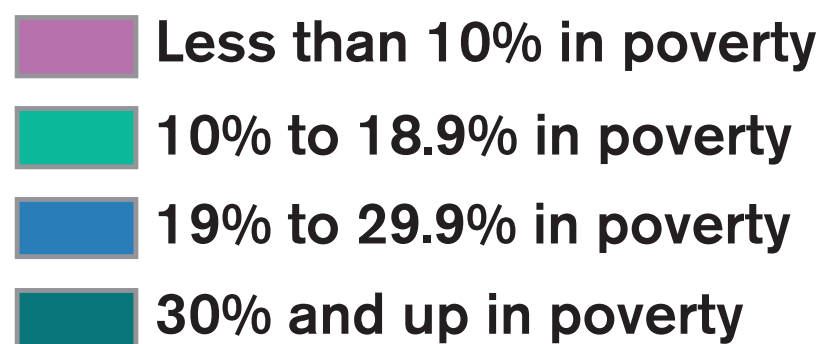 Less than 10% in poverty
10% to 18.9% in poverty
19% to 29.9% in poverty
30% and up in poverty